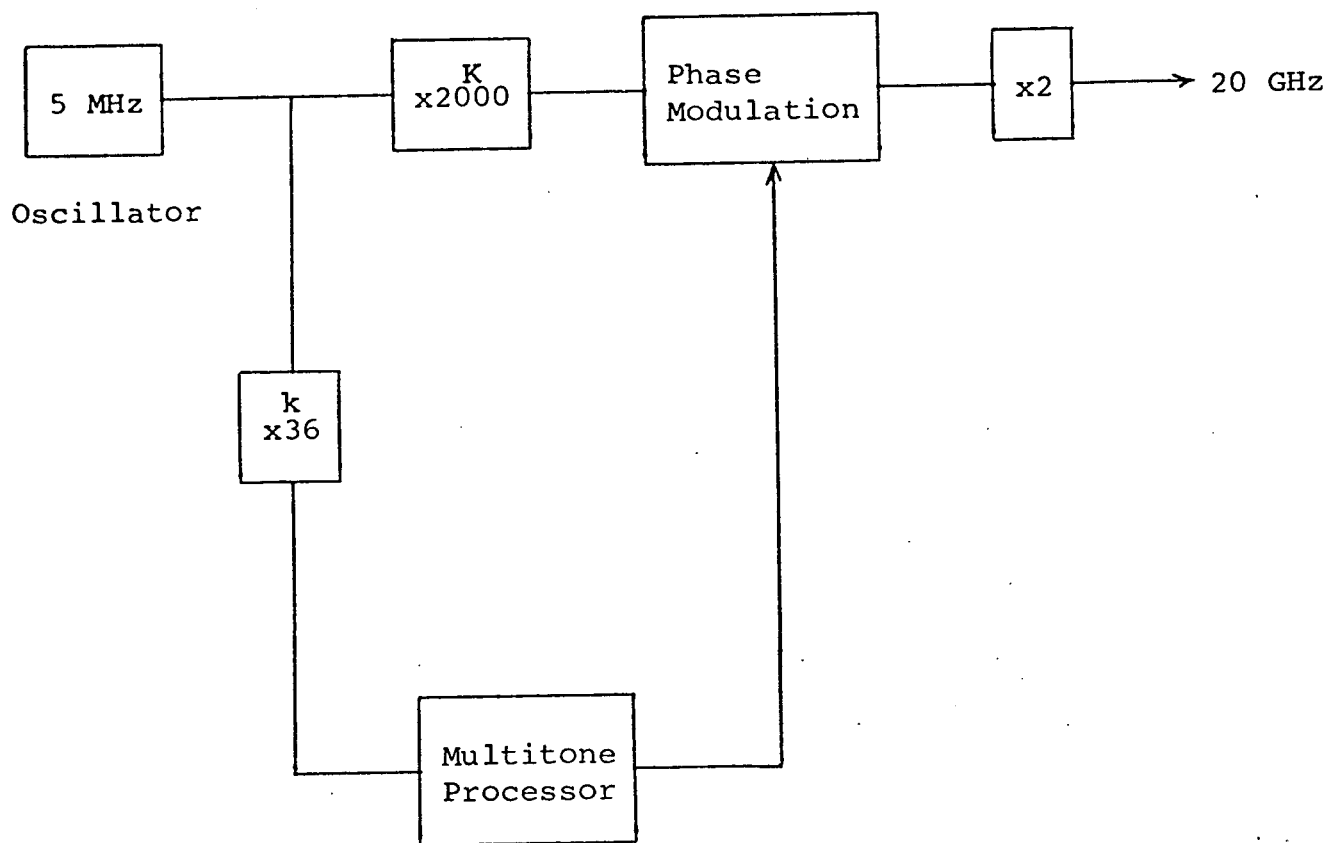 5 MHz
Oscillator
K
x2000
Phase
Modulation
x2
20 GHz
k
x36
Multitone
Processor